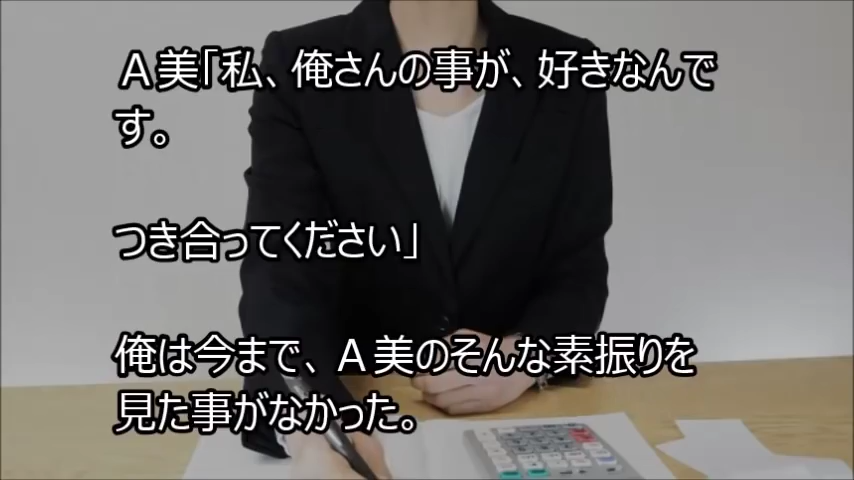 A美「私、俺さんの事が、好きなんで
す。
つき合ってください」
俺は今まで、A美のそんな素振りを
見た事がなかった。